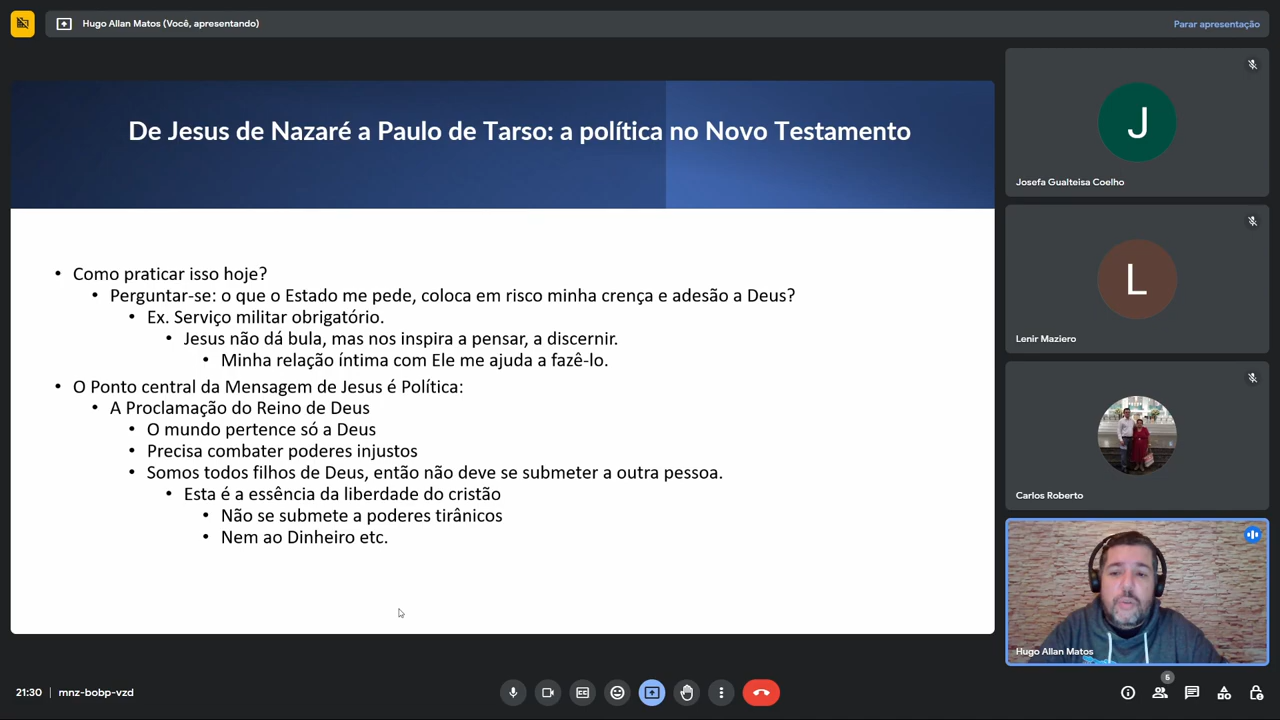 Hugo Allan Matos (Você, apresentando)
Parar apresentação
De Jesus de Nazaré a Paulo de Tarso: a política no Novo Testamento
• Como praticar isso hoje?
• Perguntar-se: o que o Estado me pede, coloca em risco minha crença e adesão a Deus?
• Ex. Serviço militar obrigatório.
• Jesus não dá bula, mas nos inspira a pensar, a discernir.
• Minha relação íntima com Ele me ajuda a fazê-lo.
• O Ponto central da Mensagem de Jesus é Política:
• A Proclamação do Reino de Deus
• O mundo pertence só a Deus
• Precisa combater poderes injustos
• Somos todos filhos de Deus, então não deve se submeter a outra pessoa.
• Esta é a essência da liberdade do cristão
• Não se submete a poderes tirânicos
• Nem ao Dinheiro etc.
J
Josefa Gualteisa Coelho
L
Lenir Maziero
Carlos Roberto
Hugo Allan Matos
21:30 | mnz-bobp-vzd
5